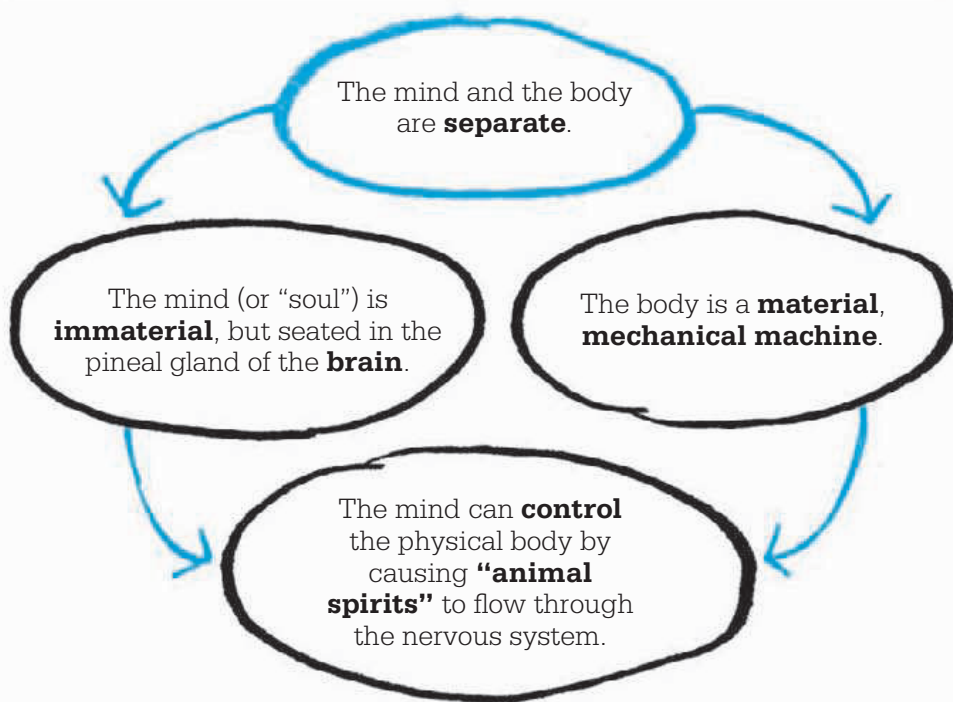 The mind and the body
are separate.
The mind (or “soul”) is
immaterial, but seated in the
pineal gland of the brain.
The body is a material,
mechanical machine.
The mind can control
the physical body by
causing “animal
spirits” to flow through
the nervous system.